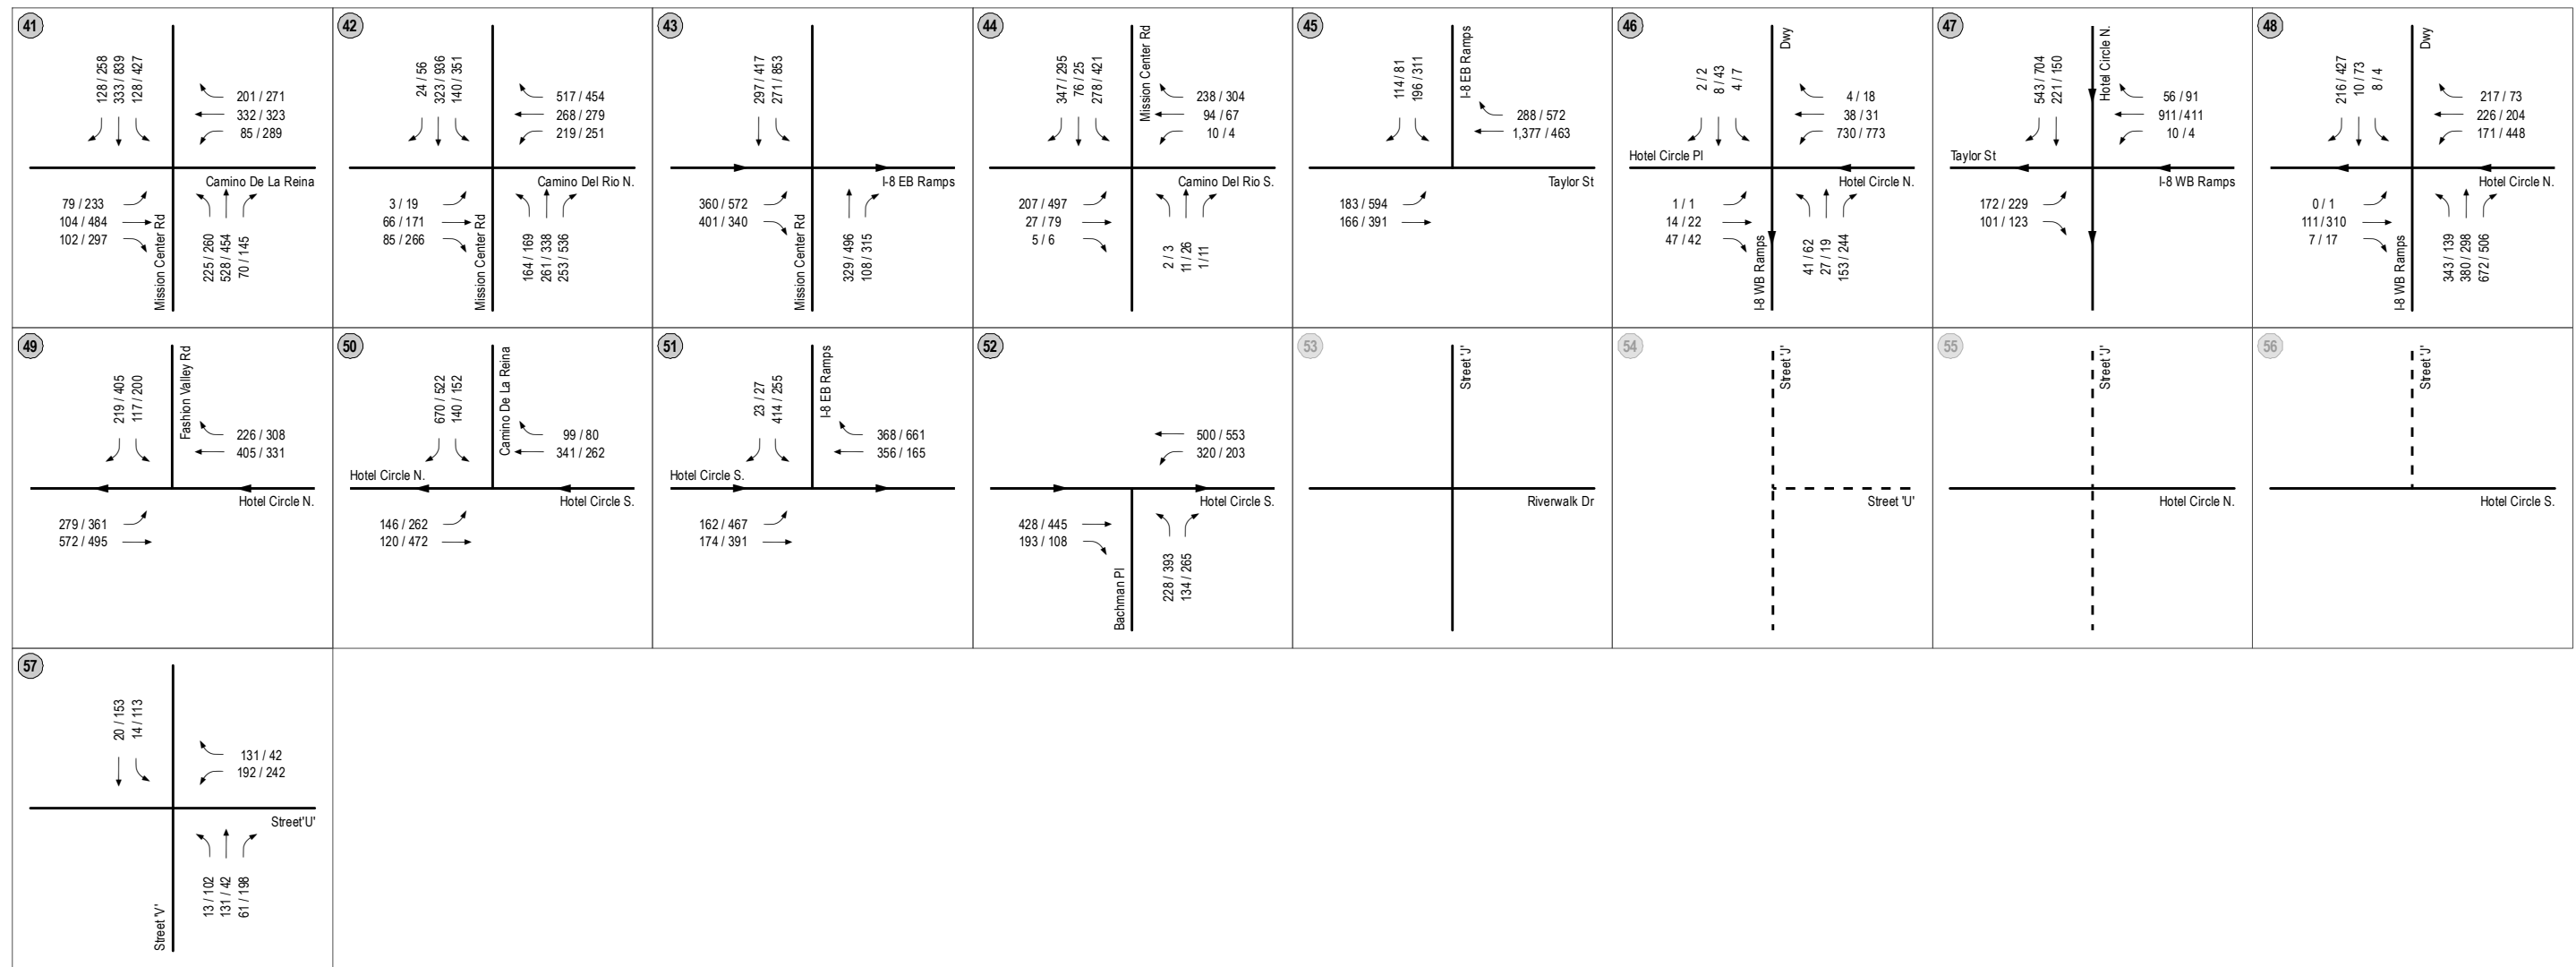 41
128 / 258
333 / 839
128 / 427
201 / 271
332 / 323
85 / 289
Camino De La Reina
79 / 233
104 / 484
102 / 297
Mission Center Rd
225 / 260
528 / 454
70 / 145
42
24 / 56
323 / 936
140 / 351
517 / 454
268 / 279
219 / 251
Camino Del Rio N.
3 / 19
66 / 171
85 / 266
Mission Center Rd
164 / 169
261 / 338
253 / 536
43
297 / 417
271 / 853
I-8 EB Ramps
360 / 572
401 / 340
Mission Center Rd
329 / 496
108 / 315
44
347 / 295
76 / 25
278 / 421
Mission Center Rd
238 / 304
94 / 67
10 / 4
Camino Del Rio S.
207 / 497
27 / 79
5 / 6
2 / 3
11 / 26
1 / 11
45
114 / 81
196 / 311
I-8 EB Ramps
288 / 572
1,377 / 463
Taylor St
183 / 594
166 / 391
46
2 / 2
8 / 43
4 / 7
Dwy
4 / 18
38 / 31
730 / 773
Hotel Circle Pl
Hotel Circle N.
1 / 1
14 / 22
47 / 42
I-8 WB Ramps
41 / 62
27 / 19
153 / 244
47
543 / 704
221 / 150
Hotel Circle N.
56 / 91
911 / 411
10 / 4
Taylor St
I-8 WB Ramps
172 / 229
101 / 123
48
216 / 427
10 / 73
8 / 4
Dwy
217 / 73
226 / 204
171 / 448
Hotel Circle N.
0 / 1
111 / 310
7 / 17
I-8 WB Ramps
343 / 139
380 / 298
672 / 506
49
219 / 405
117 / 200
Fashion Valley Rd
226 / 308
405 / 331
Hotel Circle N.
279 / 361
572 / 495
50
670 / 522
140 / 152
Camino De La Reina
99 / 80
341 / 262
Hotel Circle N.
Hotel Circle S.
146 / 262
120 / 472
51
23 / 27
414 / 255
I-8 EB Ramps
368 / 661
356 / 165
Hotel Circle S.
162 / 467
174 / 391
52
500 / 553
320 / 203
Hotel Circle S.
428 / 445
193 / 108
Bachman Pl
228 / 393
134 / 265
53
Street 'J'
Riverwalk Dr
54
Street 'J'
Street 'U'
55
Street 'J'
Hotel Circle N.
56
Street 'J'
Hotel Circle S.
57
20 / 153
14 / 113
131 / 42
192 / 242
Street'U'
Street 'V'
13 / 102
131 / 42
61 / 198